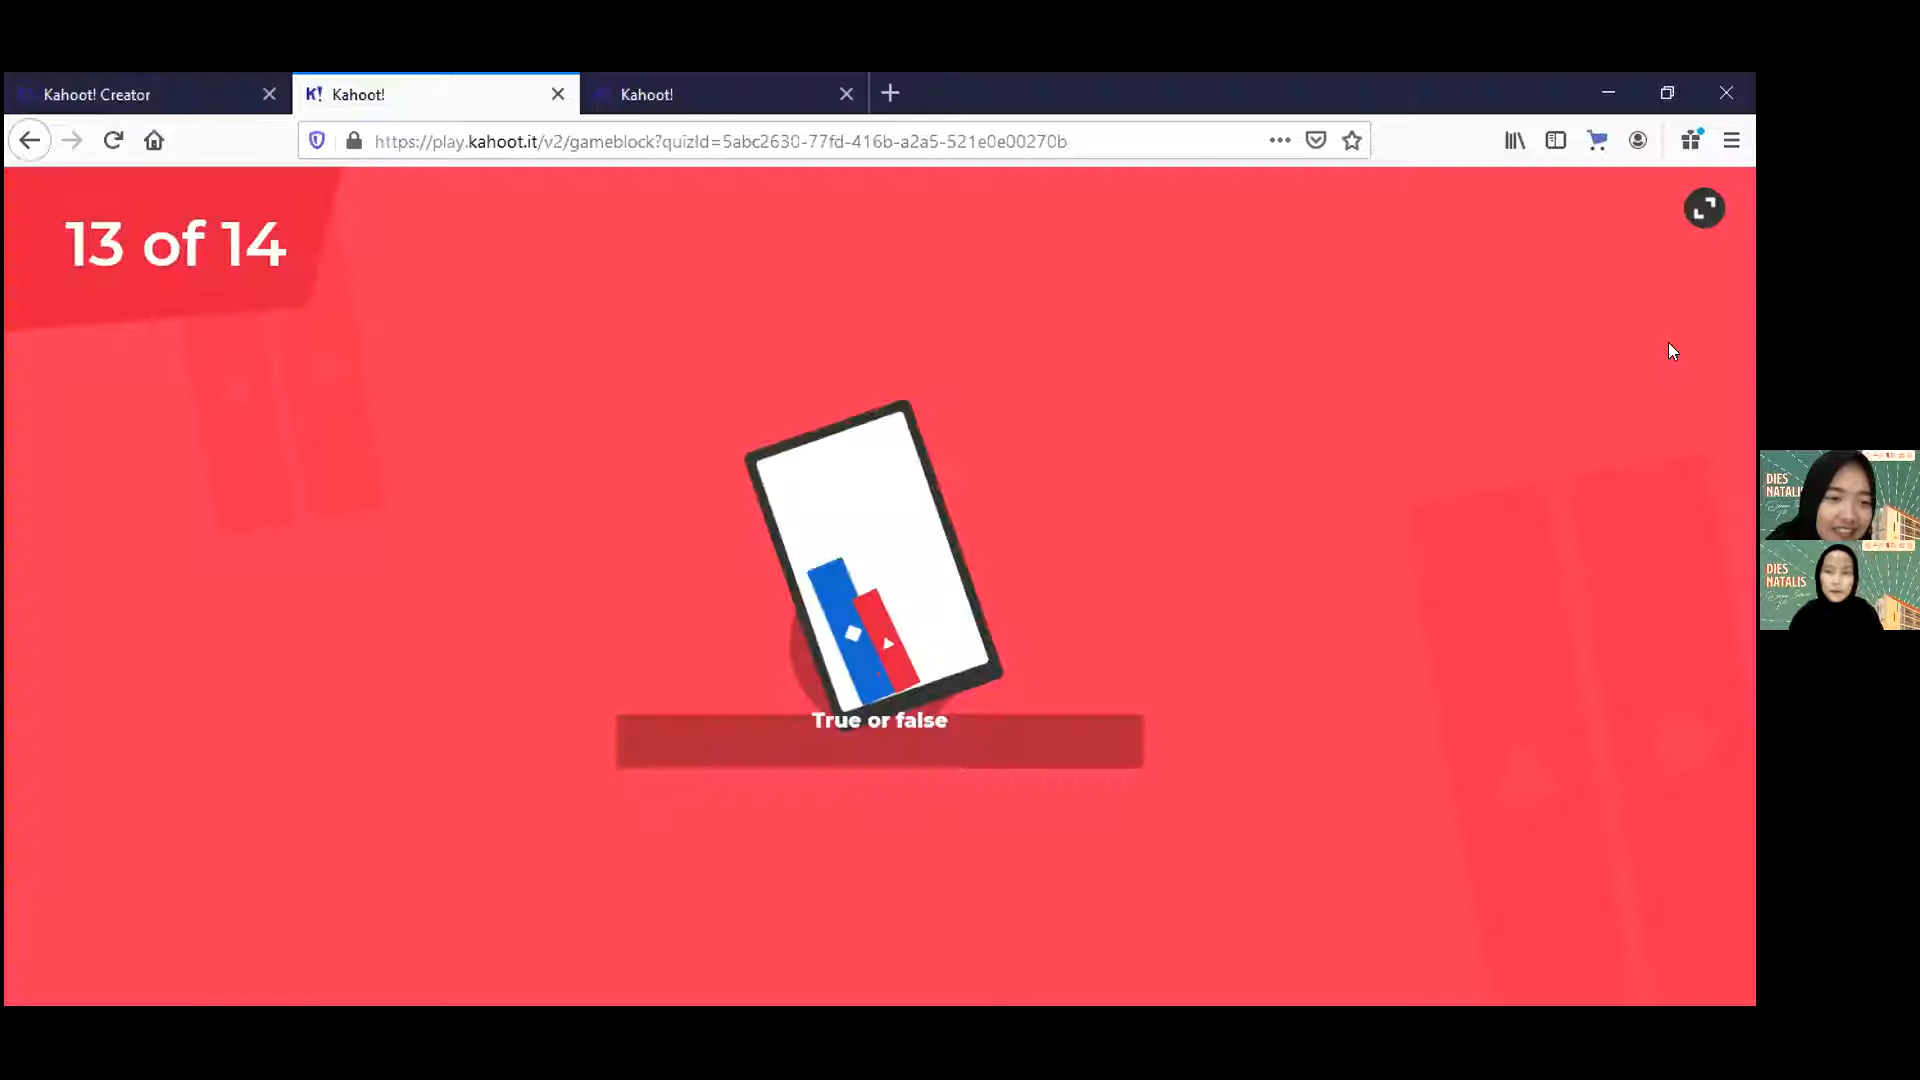 Kahoot! Creator
K! Kahoot!
Kahoot!
https://play.kahoot.it/v2/gameblock?quizId=5abc2630-77fd-416b-a2a5-521e0e00270b
13 of 14
True or false
DIES
NATALI
DIES
NATALIS